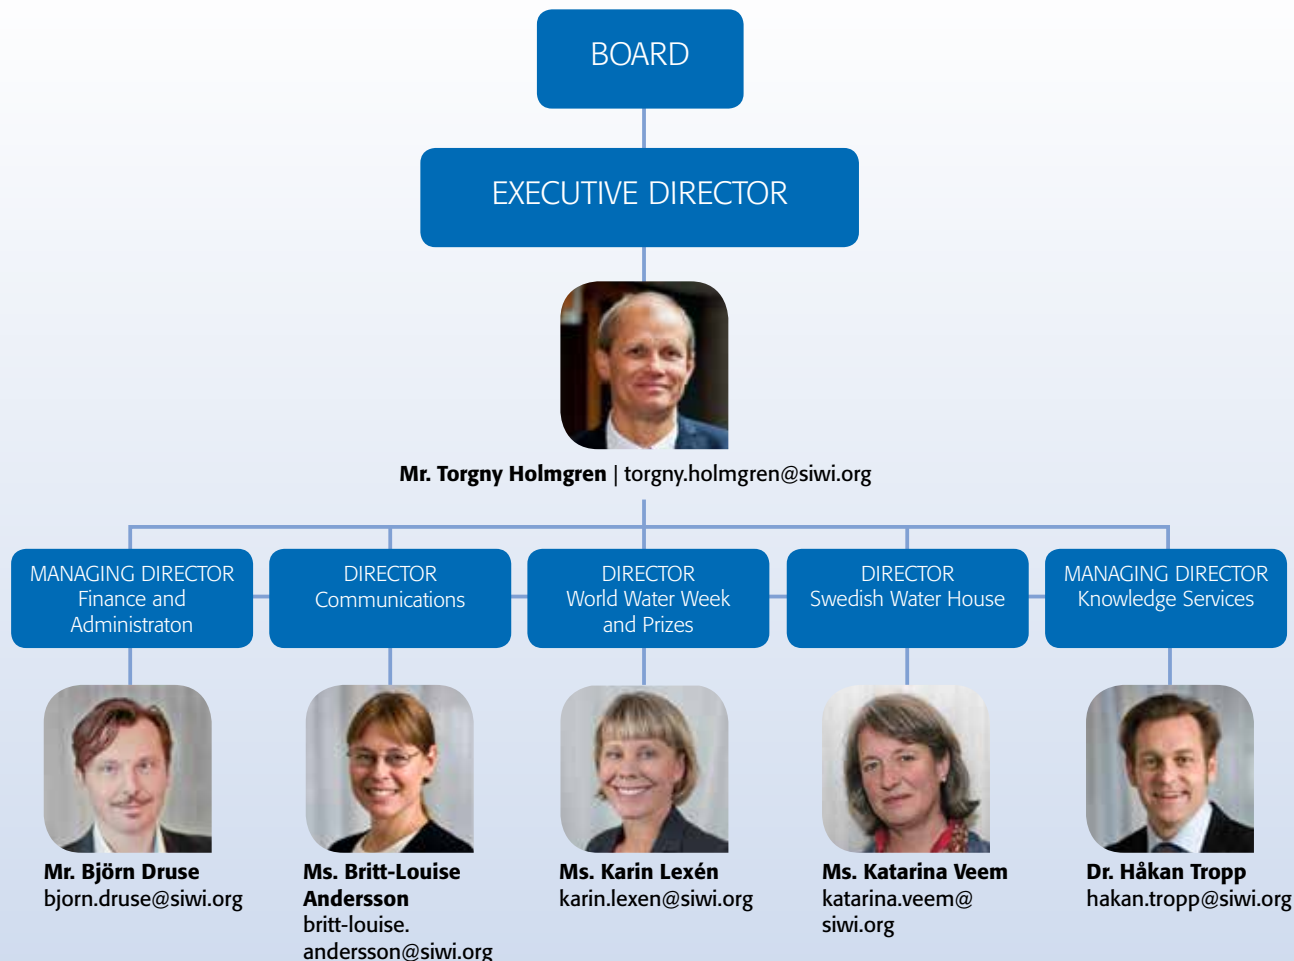 BOARD
EXECUTIVE DIRECTOR
Mr. Torgny Holmgren | torgny.holmgren@siwi.org
MANAGING DIRECTOR
Finance and
Administraton
DIRECTOR
Communications
DIRECTOR
World Water Week
and Prizes
DIRECTOR
Swedish Water House
MANAGING DIRECTOR
Knowledge Services
Mr. Björn Druse
bjorn.druse@siwi.org
Ms. Britt-Louise
Andersson
britt-louise.
andersson@siwi.org
Ms. Karin Lexén
karin.lexen@siwi.org
Ms. Katarina Veem
katarina.veem@
siwi.org
Dr. Håkan Tropp
hakan.tropp@siwi.org